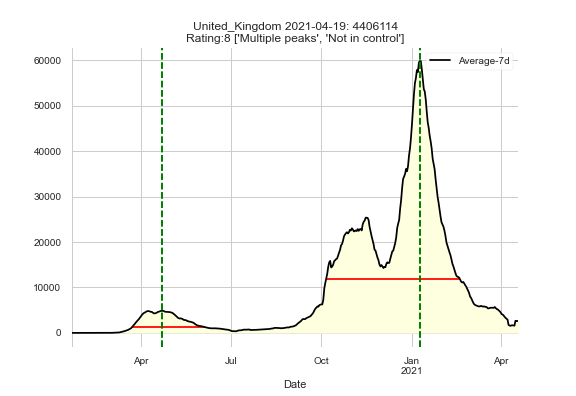 United_Kingdom 2021-04-19: 4406114
Rating:8 ['Multiple peaks', 'Not in control']
Average-7d
60000
50000
40000
30000
20000
10000
0
Apr Jul Oct Jan Apr
2021
Date